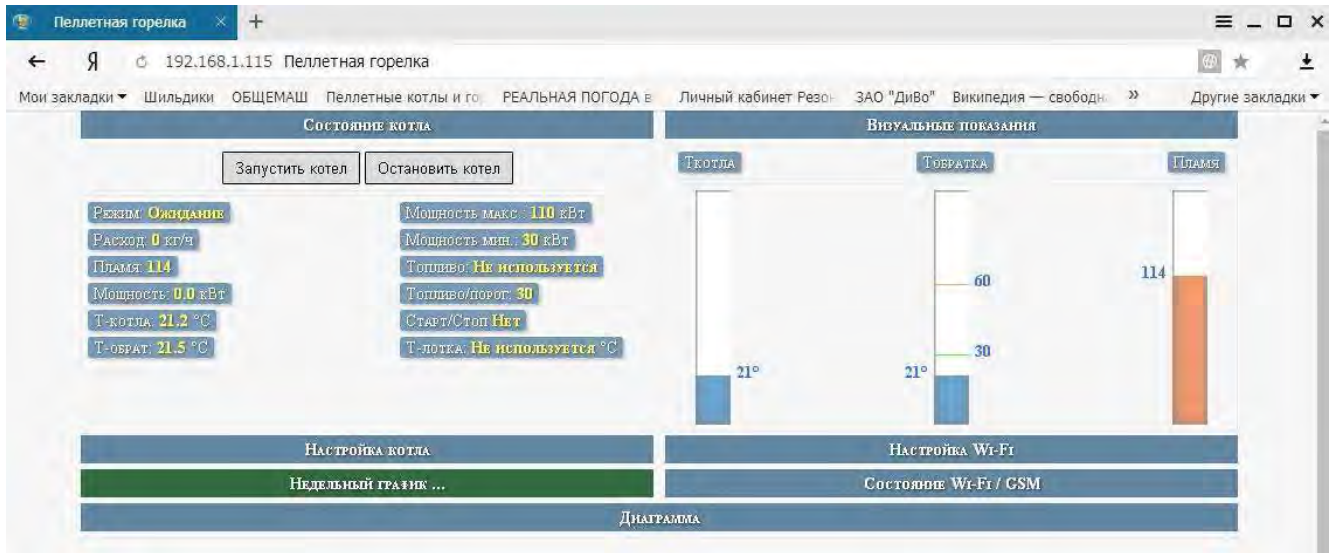 Пеллетная горелка
192.168.1.115 Пеллетная горелка
Мои закладки Шильдики ОБЩЕМАШ Пеллетные котлы и го РЕАЛЬНАЯ ПОГОДА в Личный кабинет Резо ЗАО "ДиВо" Википедия — свободн » Другие закладки
Состояние котла
Запустить котел Остановить котел
Режим: Ожидание
Расход: 0 кг/ч
Пламя: 114
Мощность: 0.0 кВт
Т-котла: 21.2 °C
Т-обрат: 21.5 °C
Мощность макс.: 110 кВт
Мощность мин.: 30 кВт
Топливо: Не используется
Топливо/порог: 30
Старт/Стоп Нет
Т-лотка: Не используется °C
Визуальные показания
Ткотла Тобратка Пламя
60
114
30
21° 21°
Настройка котла
Настройка Wi-Fi
Недельный график ...
Состояние Wi-Fi / GSM
Диаграмма